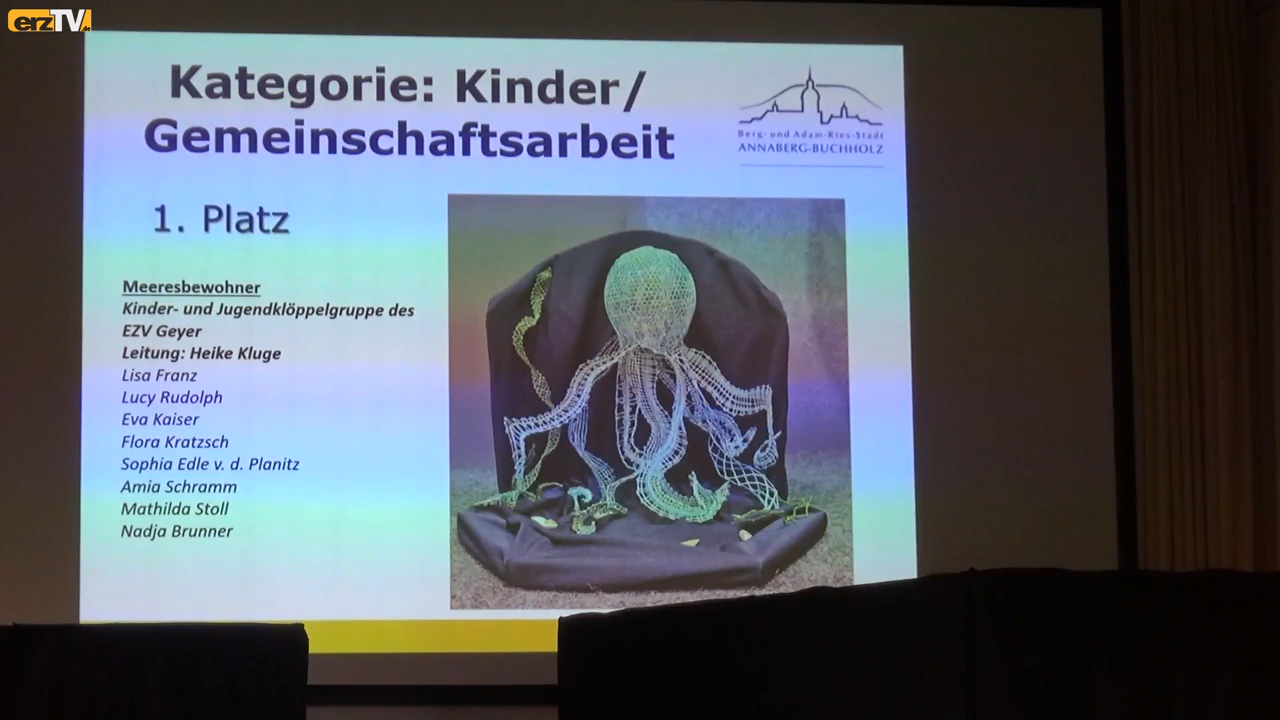 erzTV.de
Kategorie: Kinder/
Gemeinschaftsarbeit
Berg- und Adam-Ries-Stadt
ANNABERG-BUCHHOLZ
1. Platz
Meeresbewohner
Kinder- und Jugendklöppelgruppe des
EZV Geyer
Leitung: Heike Kluge
Lisa Franz
Lucy Rudolph
Eva Kaiser
Flora Kratzsch
Sophia Edle v. d. Planitz
Amia Schramm
Mathilda Stoll
Nadja Brunner